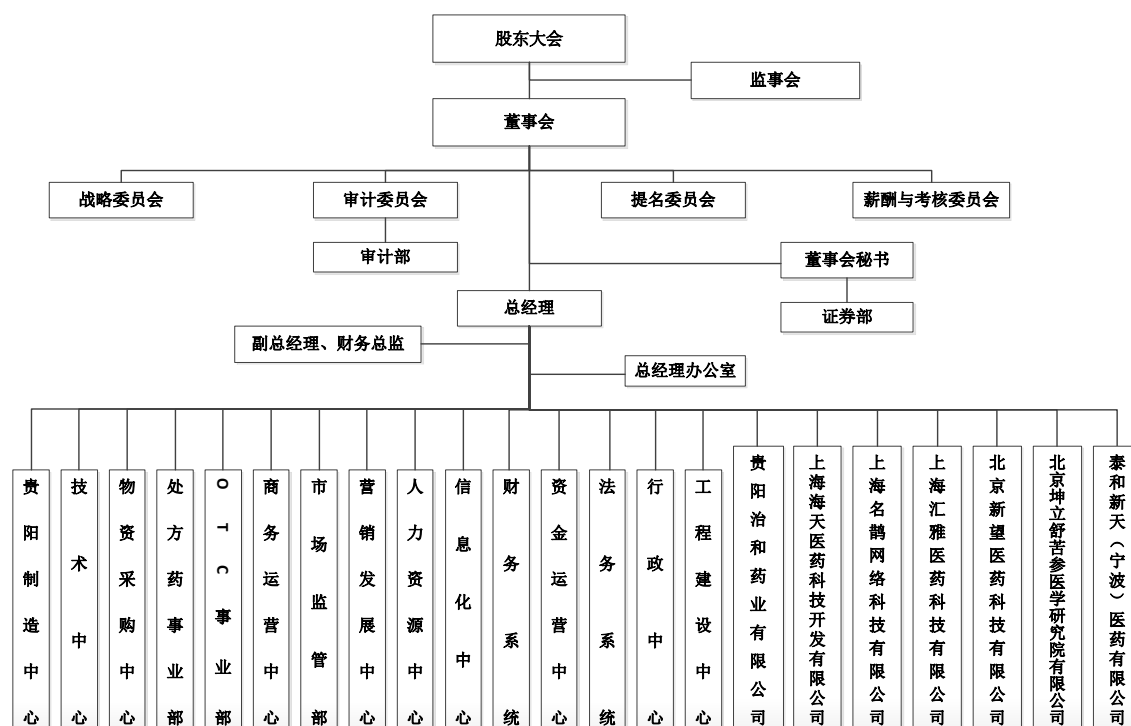 股东大会
监事会
董事会
战略委员会
审计委员会
提名委员会
薪酬与考核委员会
审计部
董事会秘书
总经理
证券部
副总经理、财务总监
总经理办公室
贵阳制造中心
技术中心
物资采购中心
处方药事业部
OTC事业部
商务运营中心
市场监管部
营销发展中心
人力资源中心
信息化中心
财务系统
资金运营中心
法务系统
行政中心
工程建设中心
贵阳治和药业有限公司
上海海天医药科技开发有限公司
上海名鹊网络科技有限公司
上海汇雅医药科技有限公司
北京新望医药科技有限公司
北京坤立舒苦参医学研究院有限公司
泰和新天（宁波）医药有限公司